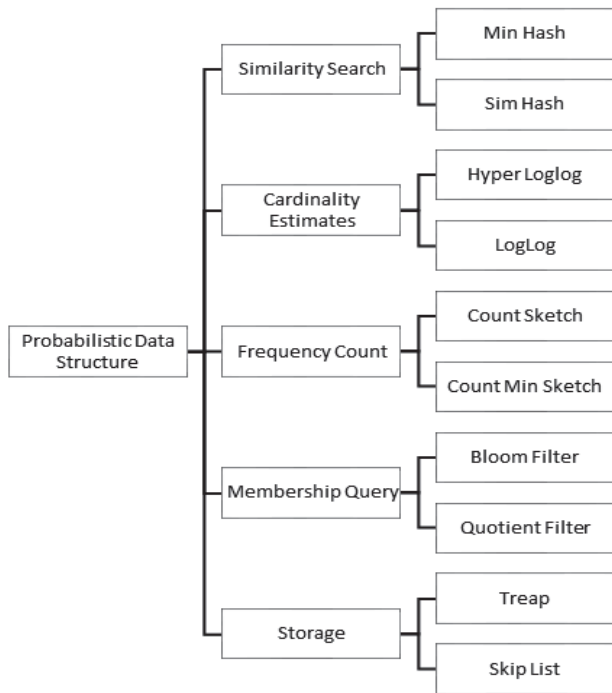 Probabilistic Data
Structure
Similarity Search
Min Hash
Sim Hash
Cardinality
Estimates
Hyper Loglog
LogLog
Frequency Count
Count Sketch
Count Min Sketch
Membership Query
Bloom Filter
Quotient Filter
Storage
Treap
Skip List